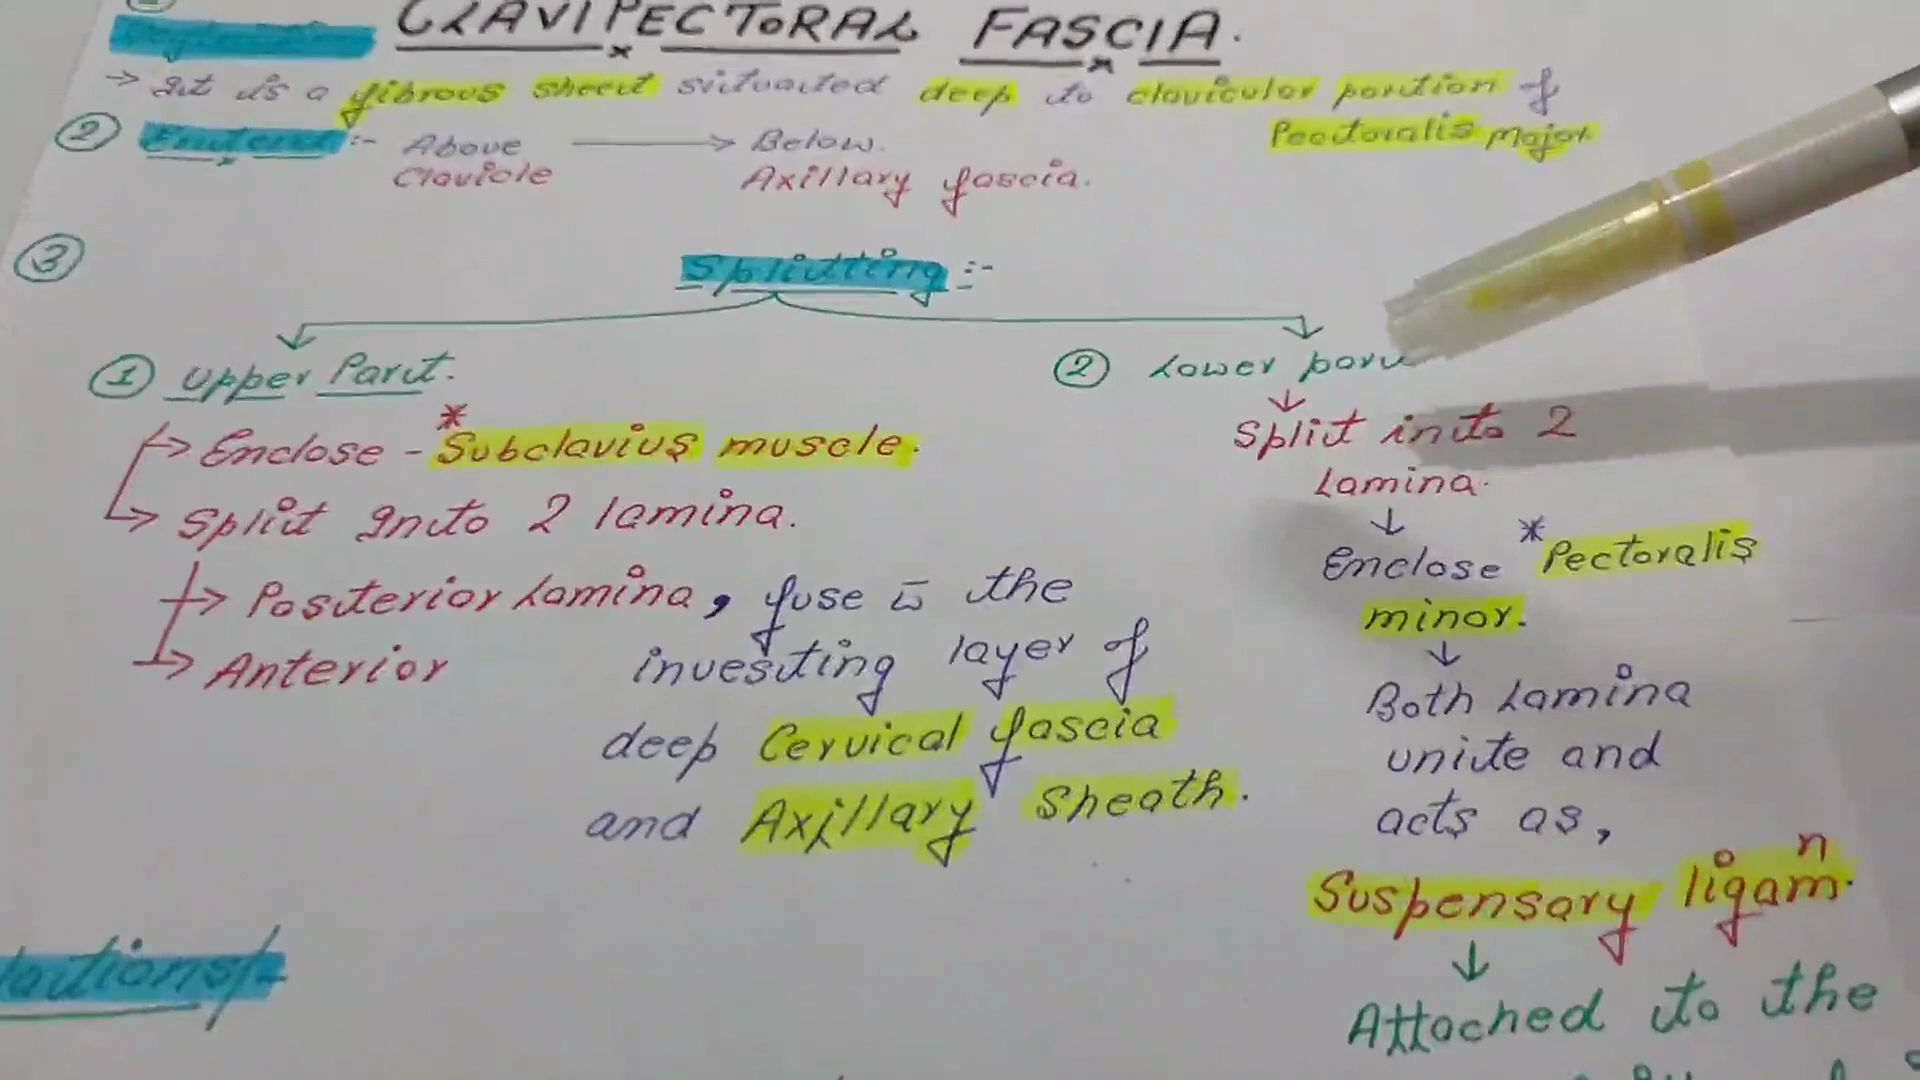 CLAVIPECTORAL FASCIA.
→ It is a fibrous sheet situated deep to clavicular portion of
Pectoralis Major.
② Extend :- Above → Below.
Clavicle Axillary fascia.
③ Splitting :-
① Upper Part.
→ Enclose - *Subclavius muscle.
→ Split Into 2 lamina.
→ Posterior Lamina, fuse c̄ the
investing layer of
deep Cervical fascia
and Axillary Sheath.
→ Anterior
② Lower part
↓
Split into 2
Lamina.
↓
Enclose *Pectoralis
minor.
↓
Both Lamina
unite and
acts as,
Suspensory ligamⁿ.
↓
Attached to the